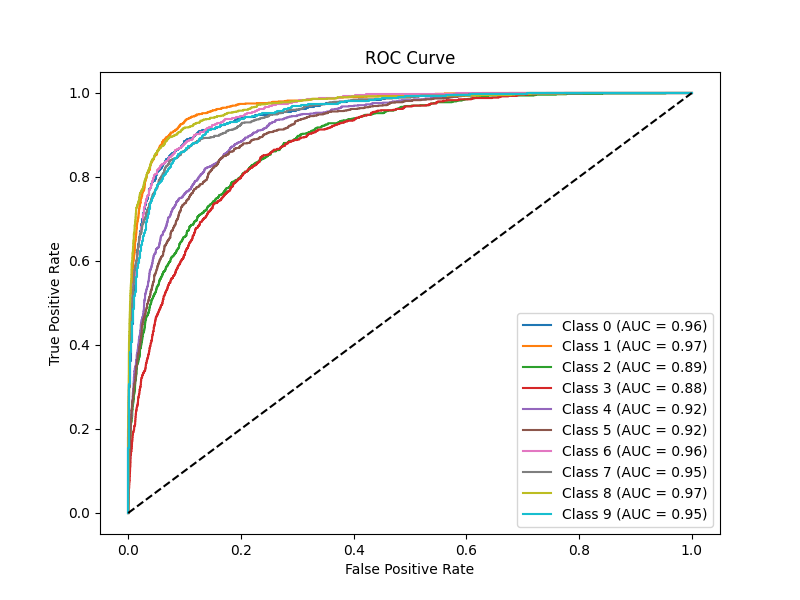 ROC Curve
True Positive Rate
1.0
0.8
0.6
0.4
0.2
0.0
0.0 0.2 0.4 0.6 0.8 1.0
False Positive Rate
Class 0 (AUC = 0.96)
Class 1 (AUC = 0.97)
Class 2 (AUC = 0.89)
Class 3 (AUC = 0.88)
Class 4 (AUC = 0.92)
Class 5 (AUC = 0.92)
Class 6 (AUC = 0.96)
Class 7 (AUC = 0.95)
Class 8 (AUC = 0.97)
Class 9 (AUC = 0.95)